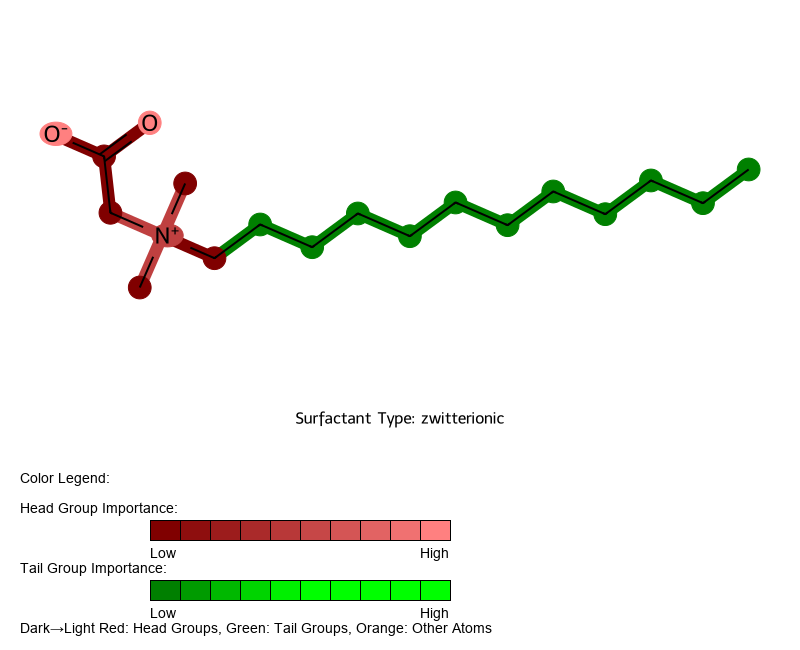 O⁻
O
N⁺
Surfactant Type: zwitterionic
Color Legend:
Head Group Importance:
Low High
Tail Group Importance:
Low High
Dark→Light Red: Head Groups, Green: Tail Groups, Orange: Other Atoms